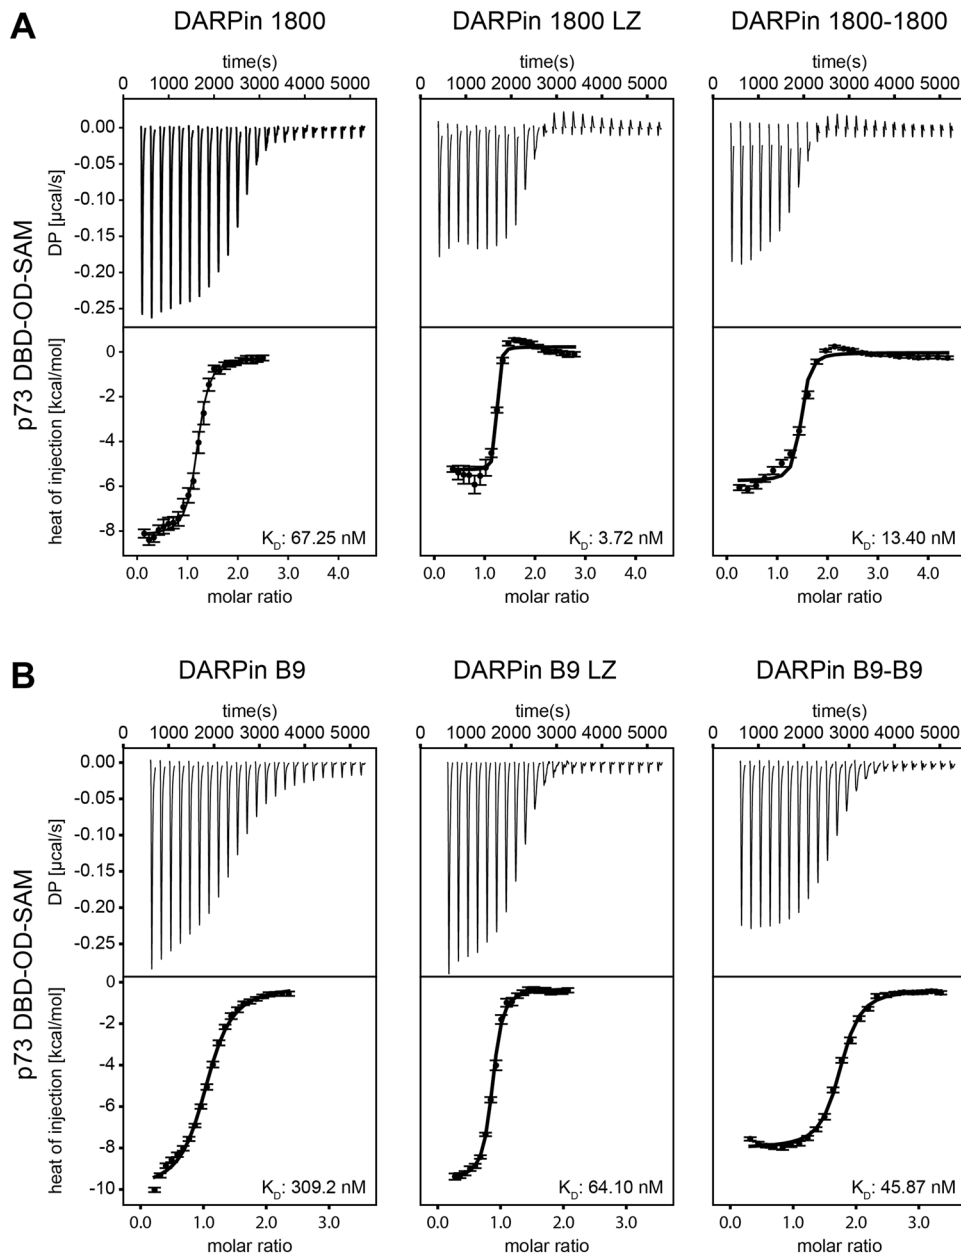 A
DARPin 1800
DARPin 1800 LZ
DARPin 1800-1800
time(s)
time(s)
time(s)
0 1000 2000 3000 4000 5000
0 1000 2000 3000 4000 5000
0 1000 2000 3000 4000 5000
p73 DBD-OD-SAM
DP [µcal/s]
0.00
-0.05
-0.10
-0.15
-0.20
-0.25
heat of injection [kcal/mol]
0
-2
-4
-6
-8
KD: 67.25 nM
KD: 3.72 nM
KD: 13.40 nM
0.0 1.0 2.0 3.0 4.0
0.0 1.0 2.0 3.0 4.0
0.0 1.0 2.0 3.0 4.0
molar ratio
molar ratio
molar ratio
B
DARPin B9
DARPin B9 LZ
DARPin B9-B9
time(s)
time(s)
time(s)
0 1000 2000 3000 4000 5000
0 1000 2000 3000 4000 5000
0 1000 2000 3000 4000 5000
p73 DBD-OD-SAM
DP [µcal/s]
0.00
-0.05
-0.10
-0.15
-0.20
-0.25
heat of injection [kcal/mol]
0
-2
-4
-6
-8
-10
KD: 309.2 nM
KD: 64.10 nM
KD: 45.87 nM
0.0 1.0 2.0 3.0
0.0 1.0 2.0 3.0
0.0 1.0 2.0 3.0
molar ratio
molar ratio
molar ratio